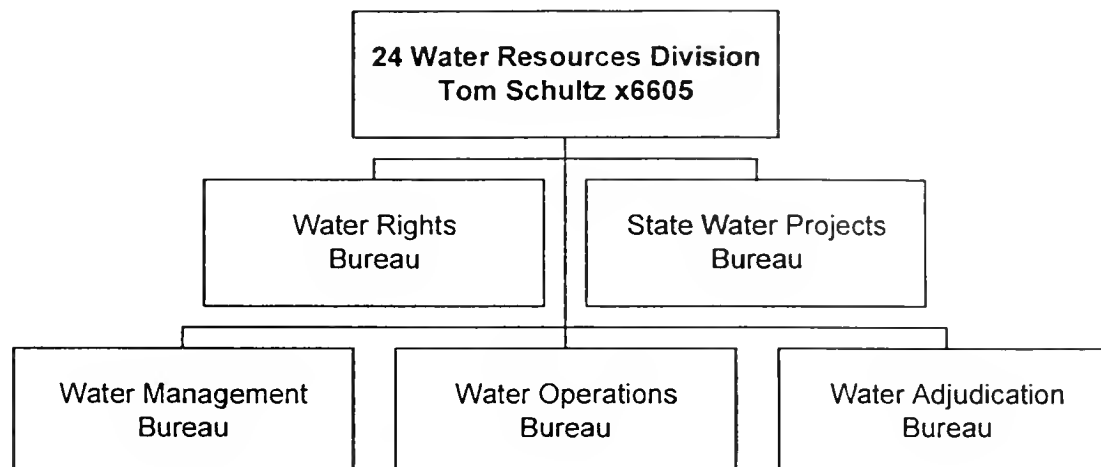 24 Water Resources Division
Tom Schultz x6605
Water Rights
Bureau
State Water Projects
Bureau
Water Management
Bureau
Water Operations
Bureau
Water Adjudication
Bureau